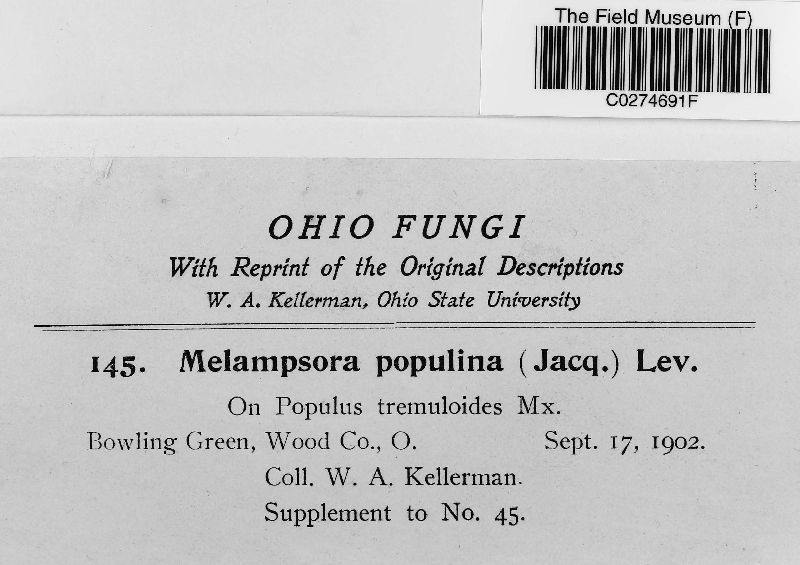 The Field Museum (F)
C0274691F
OHIO FUNGI
With Reprint of the Original Descriptions
W. A. Kellerman, Ohio State University
145. Melampsora populina (Jacq.) Lev.
On Populus tremuloides Mx.
Bowling Green, Wood Co., O. Sept. 17, 1902.
Coll. W. A. Kellerman.
Supplement to No. 45.